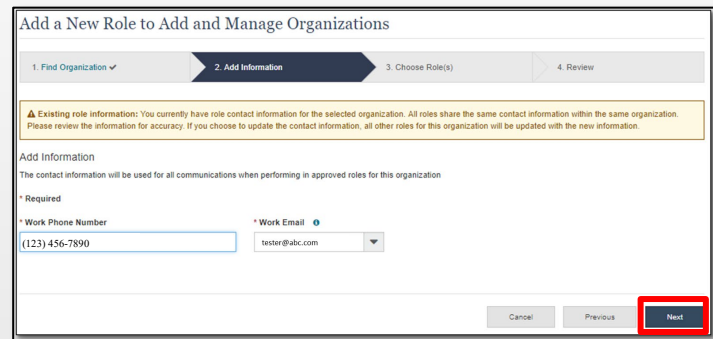 Add a New Role to Add and Manage Organizations
1. Find Organization ✔
2. Add Information
3. Choose Role(s)
4. Review
Existing role information: You currently have role contact information for the selected organization. All roles share the same contact information within the same organization.
Please review the information for accuracy. If you choose to update the contact information, all other roles for this organization will be updated with the new information.
Add Information
The contact information will be used for all communications when performing in approved roles for this organization
* Required
* Work Phone Number
* Work Email
(123) 456-7890
tester@abc.com
Cancel
Previous
Next